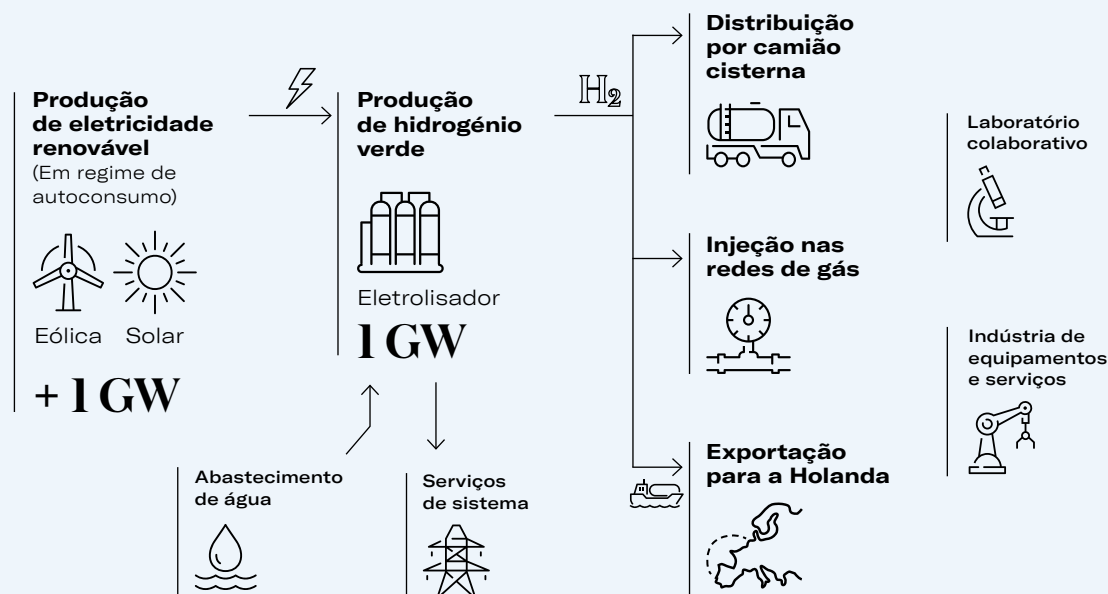 Produção
de eletricidade
renovável
(Em regime de
autoconsumo)
Eólica Solar
+ 1 GW
Produção
de hidrogénio
verde
Eletrolisador
1 GW
H2
Abastecimento
de água
Serviços
de sistema
Distribuição
por camião
cisterna
Injeção nas
redes de gás
Exportação
para a Holanda
Laboratório
colaborativo
Indústria de
equipamentos
e serviços